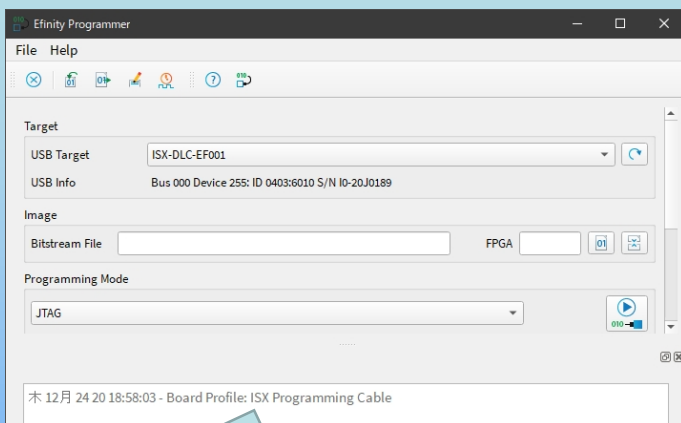 Efinity Programmer
File Help
Target
USB Target ISX-DLC-EF001
USB Info Bus 000 Device 255: ID 0403:6010 S/N I0-20J0189
Image
Bitstream File FPGA
Programming Mode
JTAG
木 12月 24 20 18:58:03 - Board Profile: ISX Programming Cable